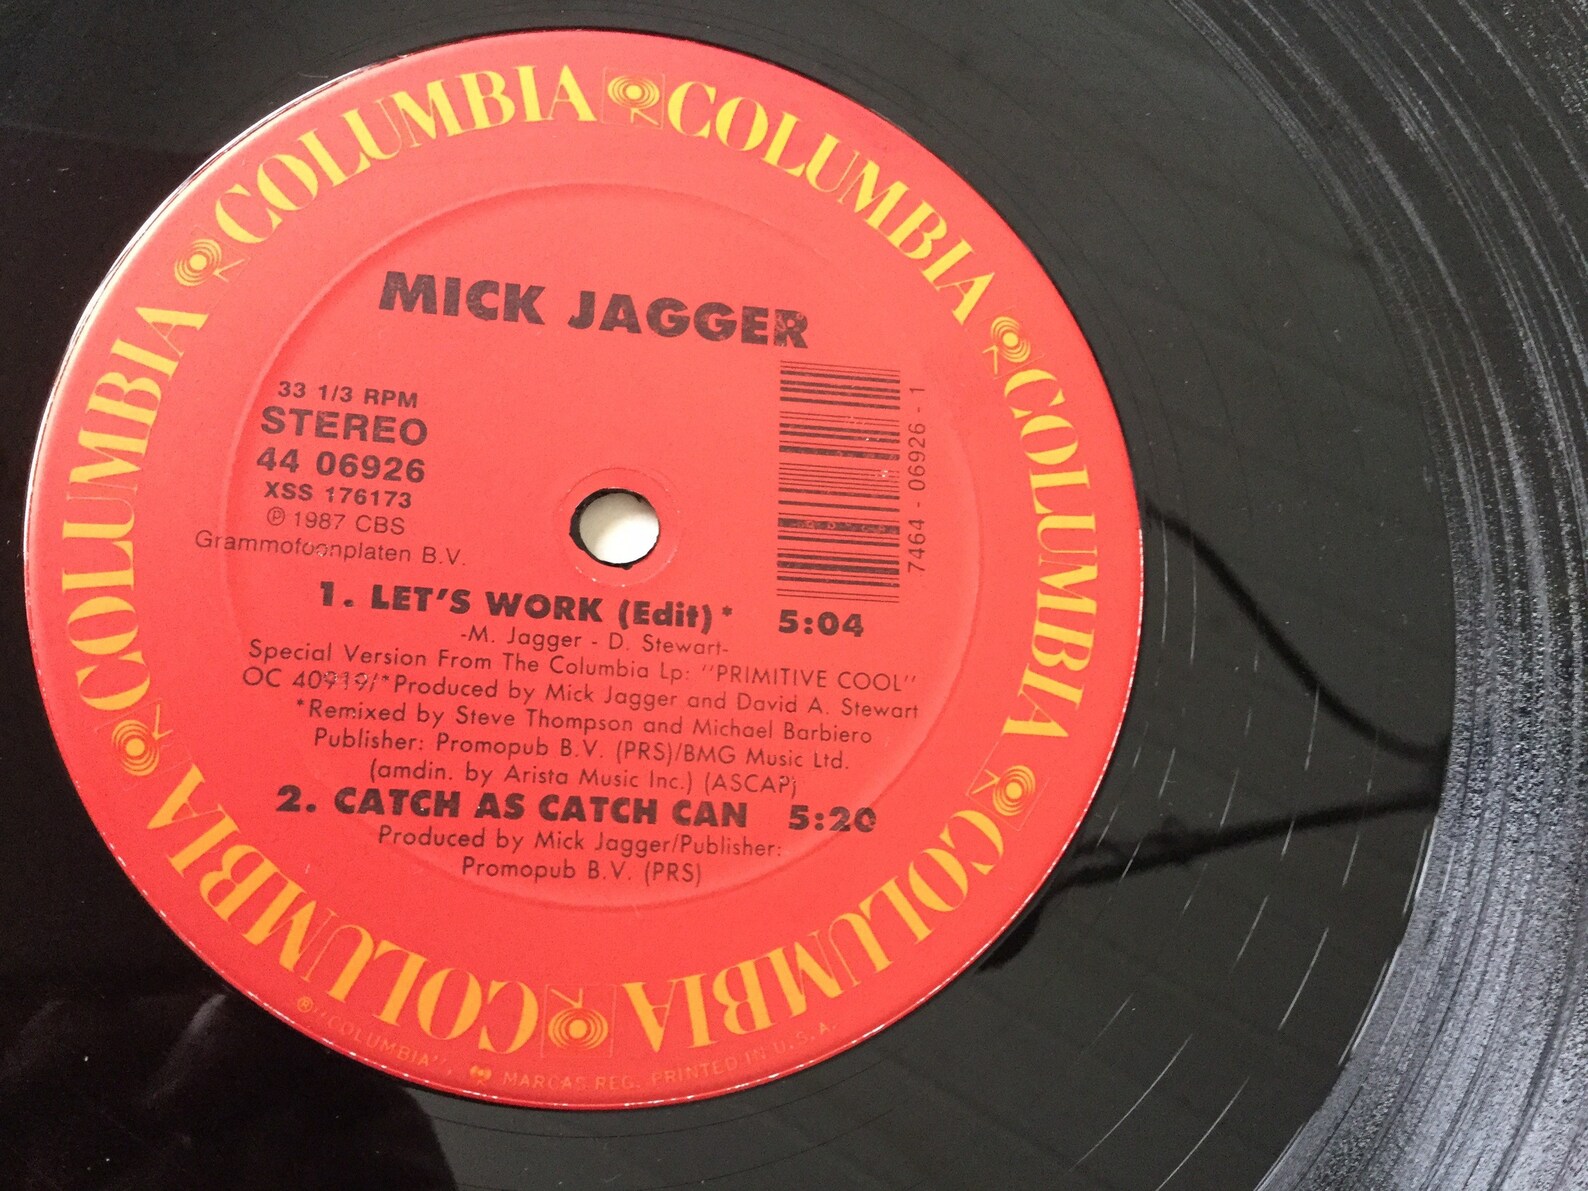 COLUMBIA COLUMBIA COLUMBIA COLUMBIA COLUMBIA COLUMBIA COLUMBIA COLUMBIA
MICK JAGGER
33 1/3 RPM
STEREO
44 06926
XSS 176173
℗ 1987 CBS
Grammofoonplaten B.V.
7464-06926-1
1. LET'S WORK (Edit)* 5:04
-M. Jagger - D. Stewart-
Special Version From The Columbia Lp: "PRIMITIVE COOL"
OC 40919/*Produced by Mick Jagger and David A. Stewart
*Remixed by Steve Thompson and Michael Barbiero
Publisher: Promopub B.V. (PRS)/BMG Music Ltd.
(amdin. by Arista Music Inc.) (ASCAP)
2. CATCH AS CATCH CAN 5:20
Produced by Mick Jagger/Publisher:
Promopub B.V. (PRS)
® "COLUMBIA", MARCAS REG. PRINTED IN U.S.A.